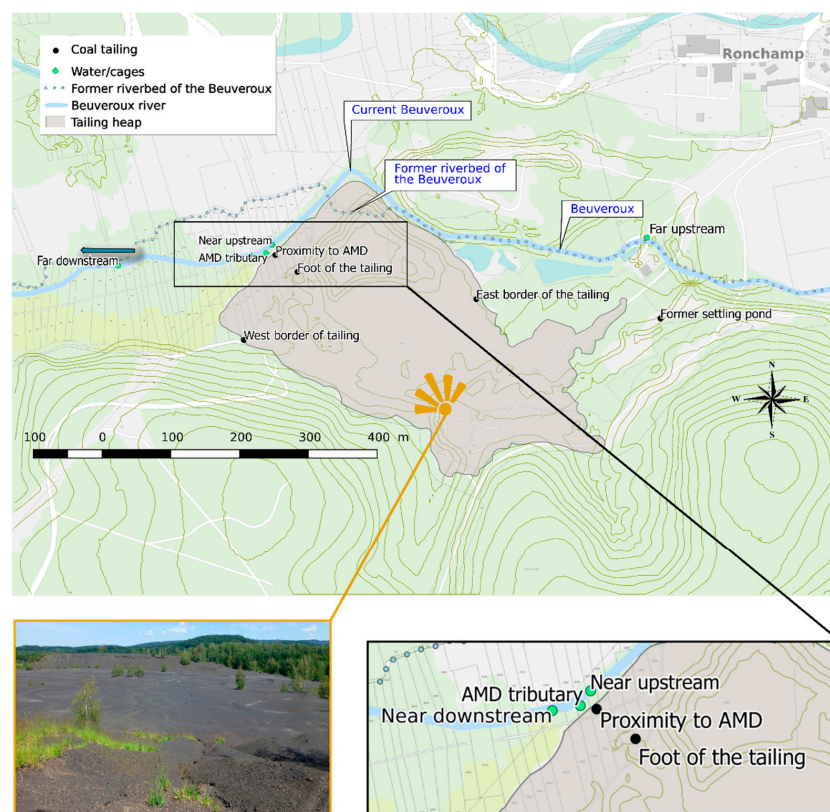 Coal tailing
Water/cages
Former riverbed of the Beuveroux
Beuveroux river
Tailing heap
Ronchamp
Current Beuveroux
Former riverbed of
the Beuveroux
Beuveroux
Far upstream
Near upstream
AMD tributary
Proximity to AMD
Far downstream
Foot of the tailing
East border of the tailing
Former settling pond
West border of tailing
N
W
E
S
100 0 100 200 300 400 m
Near upstream
AMD tributary
Near downstream
Proximity to AMD
Foot of the tailing